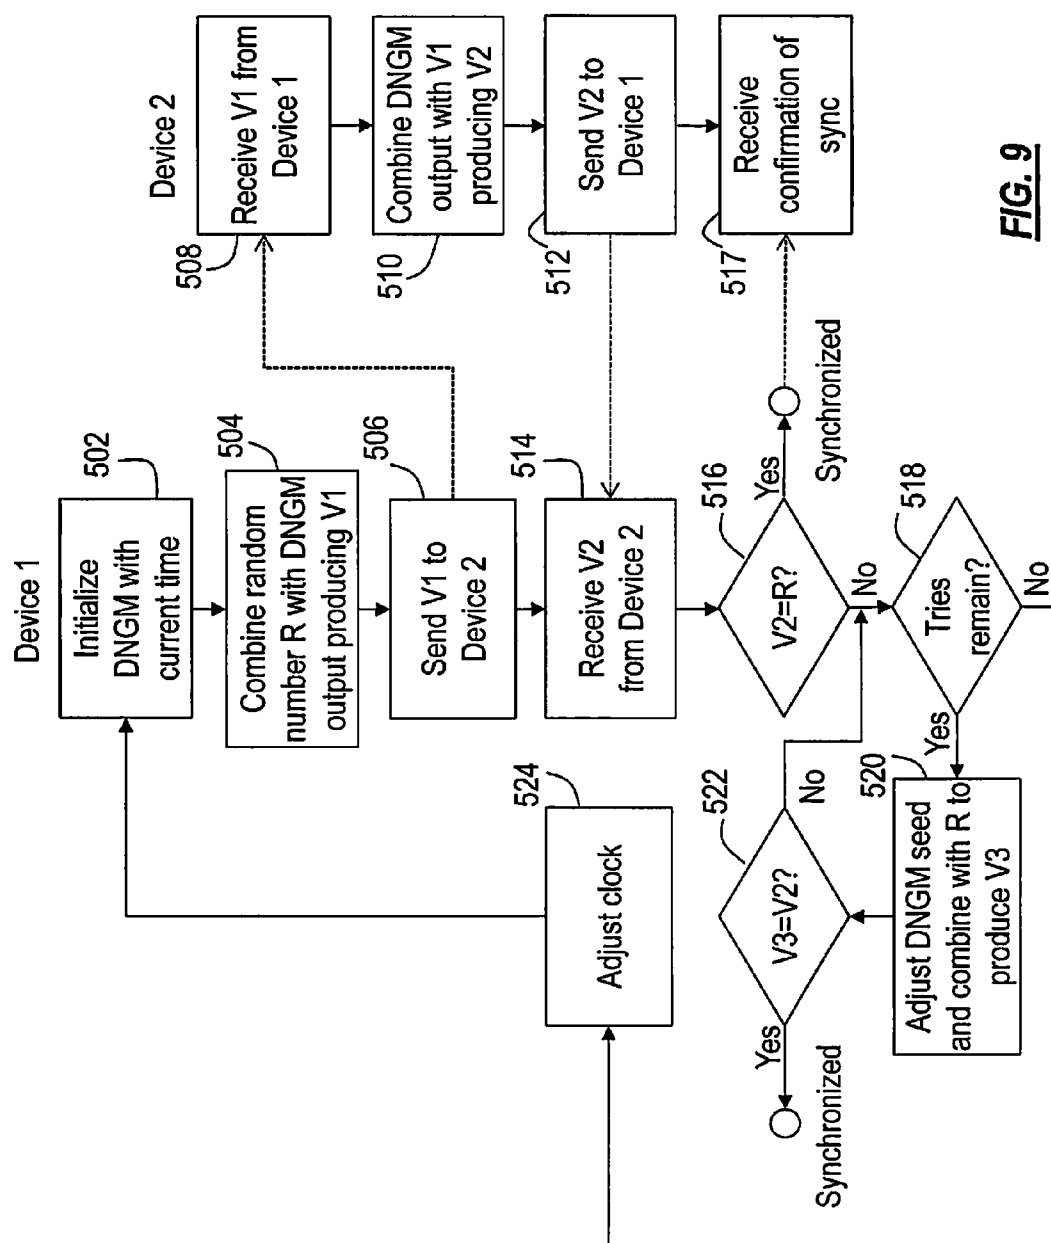 Device 1
502
Initialize
DNGM with
current time
504
Combine random
number R with DNGM
output producing V1
506
Send V1 to
Device 2
514
Receive V2
from Device 2
516
V2=R?
Yes
Synchronized
No
518
Tries
remain?
No
Yes
520
Adjust DNGM seed
and combine with R to
produce V3
522
V3=V2?
No
Yes
Synchronized
524
Adjust clock
Device 2
508
Receive V1 from
Device 1
510
Combine DNGM
output with V1
producing V2
512
Send V2 to
Device 1
517
Receive
confirmation of
sync
FIG. 9